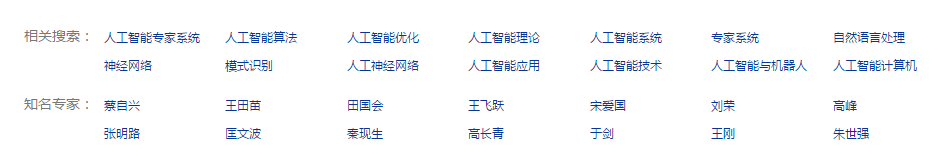 相关搜索： 人工智能专家系统 人工智能算法 人工智能优化 人工智能理论 人工智能系统 专家系统 自然语言处理
神经网络 模式识别 人工神经网络 人工智能应用 人工智能技术 人工智能与机器人 人工智能计算机
知名专家： 蔡自兴 王田苗 田国会 王飞跃 宋爱国 刘荣 高峰
张明路 匡文波 秦现生 高长青 于剑 王刚 朱世强